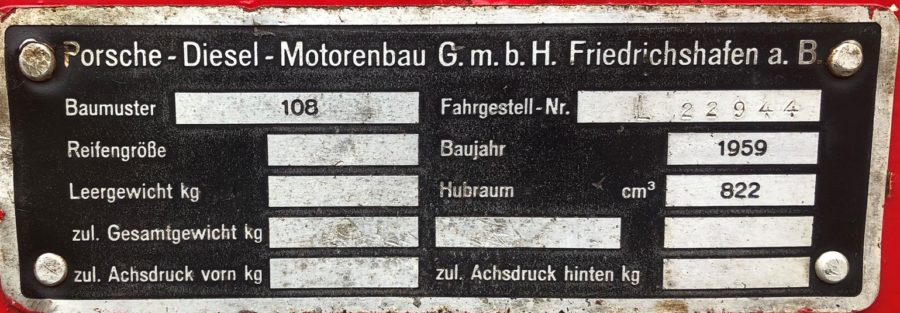 Porsche-Diesel-Motorenbau G.m.b.H. Friedrichshafen a. B.
Baumuster 108 Fahrgestell-Nr. L 22944
Reifengröße Baujahr 1959
Leergewicht kg Hubraum cm³ 822
zul. Gesamtgewicht kg
zul. Achsdruck vorn kg zul. Achsdruck hinten kg